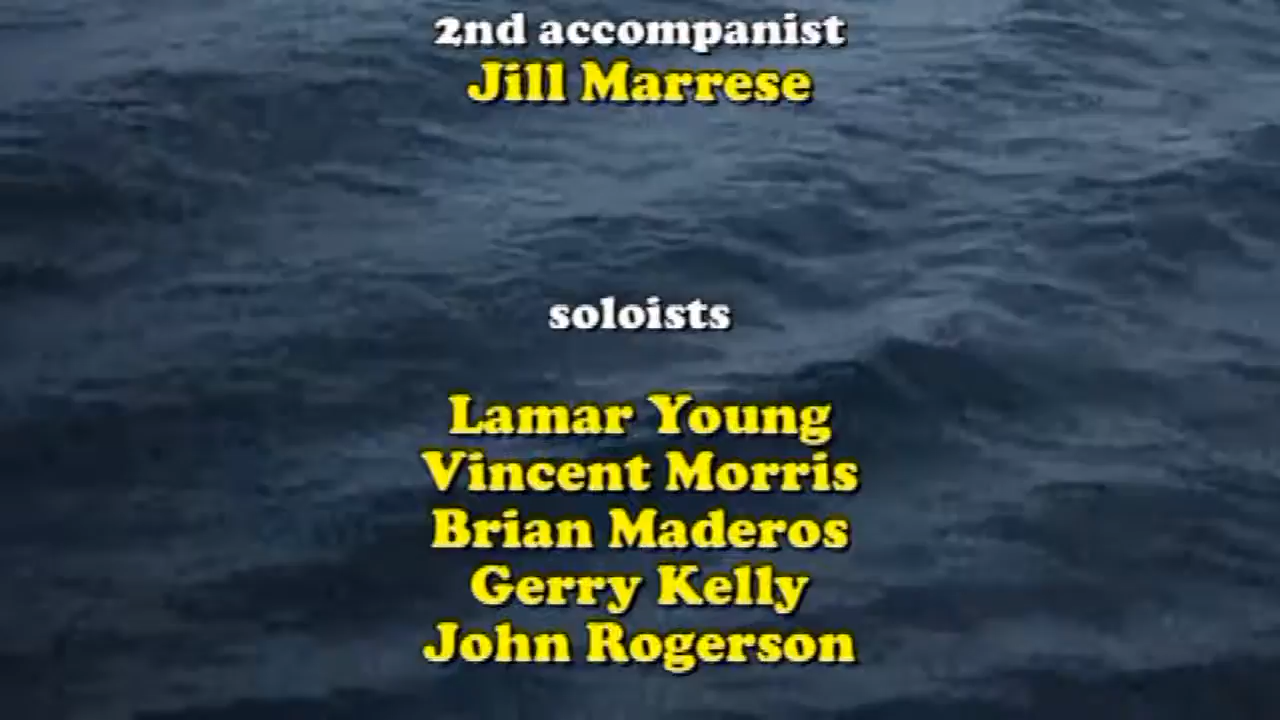 2nd accompanist
Jill Marrese
soloists
Lamar Young
Vincent Morris
Brian Maderos
Gerry Kelly
John Rogerson